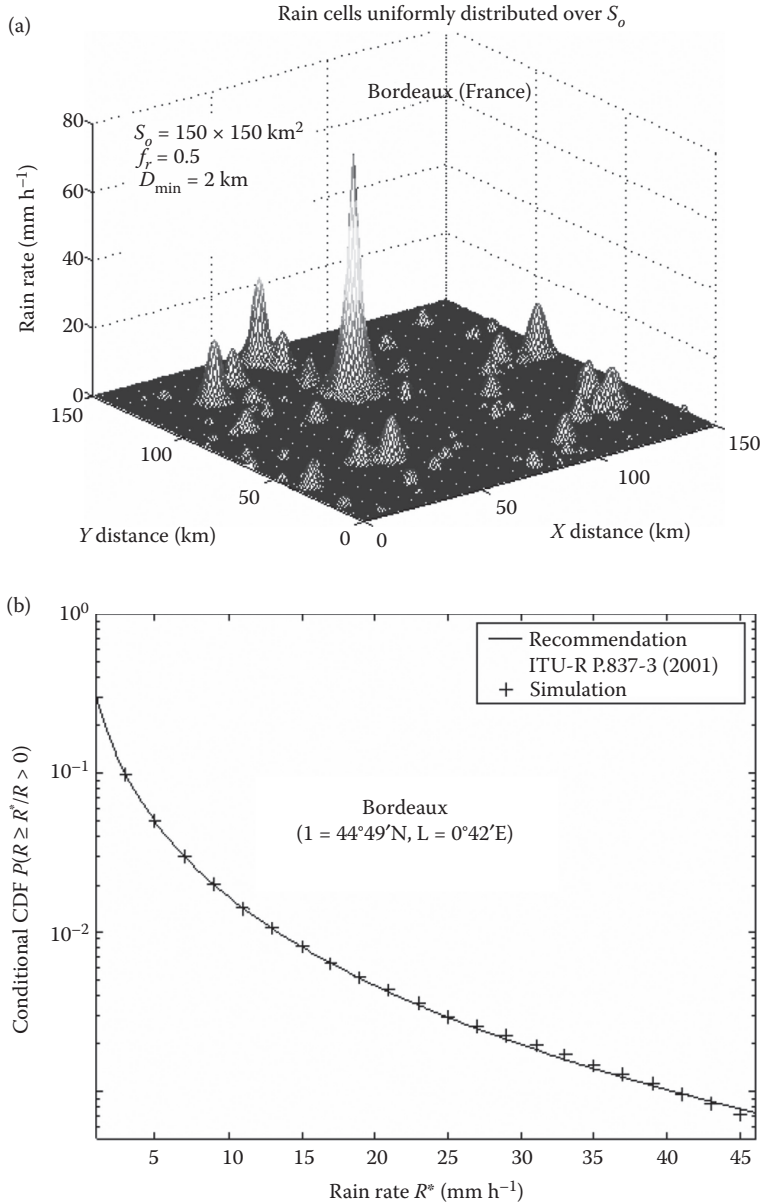 (a)
Rain cells uniformly distributed over Sₒ
Bordeaux (France)
Sₒ = 150 × 150 km²
fᵣ = 0.5
D_min = 2 km
Rain rate (mm h⁻¹)
80
60
40
20
0
150
100
50
0
Y distance (km)
0
50
100
150
X distance (km)
(b)
Conditional CDF P(R ≥ R*/R > 0)
10⁰
10⁻¹
10⁻²
Recommendation
ITU-R P.837-3 (2001)
Simulation
Bordeaux
(1 = 44°49′N, L = 0°42′E)
5 10 15 20 25 30 35 40 45
Rain rate R* (mm h⁻¹)